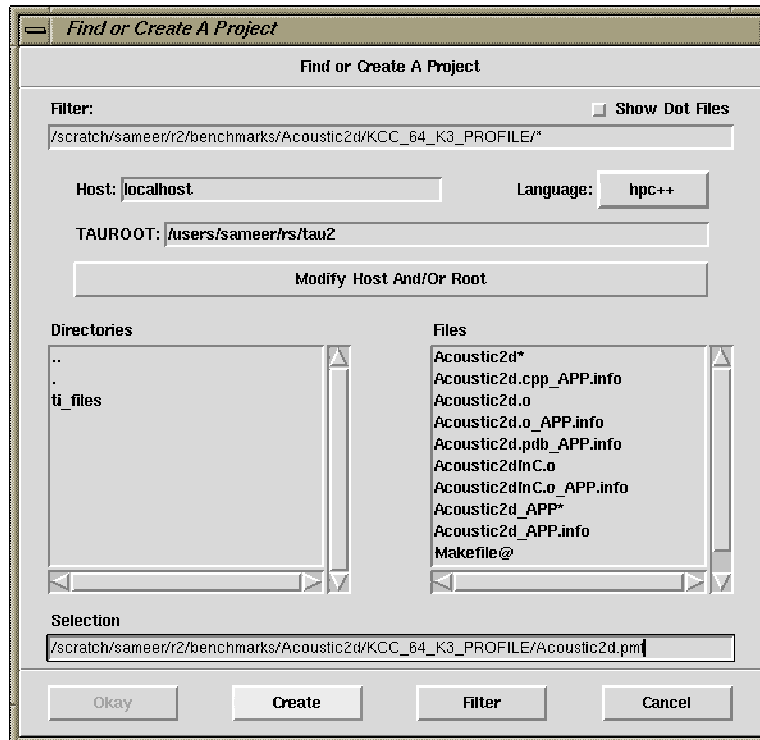 Find or Create A Project
Find or Create A Project
Filter:
Show Dot Files
/scratch/sameer/r2/benchmarks/Acoustic2d/KCC_64_K3_PROFILE/*
Host: localhost
Language: hpc++
TAUROOT: /users/sameer/rs/tau2
Modify Host And/Or Root
Directories
..
.
ti_files
Files
Acoustic2d*
Acoustic2d.cpp_APP.info
Acoustic2d.o
Acoustic2d.o_APP.info
Acoustic2d.pdb_APP.info
Acoustic2dInC.o
Acoustic2dInC.o_APP.info
Acoustic2d_APP*
Acoustic2d_APP.info
Makefile@
Selection
/scratch/sameer/r2/benchmarks/Acoustic2d/KCC_64_K3_PROFILE/Acoustic2d.pmt
Okay
Create
Filter
Cancel